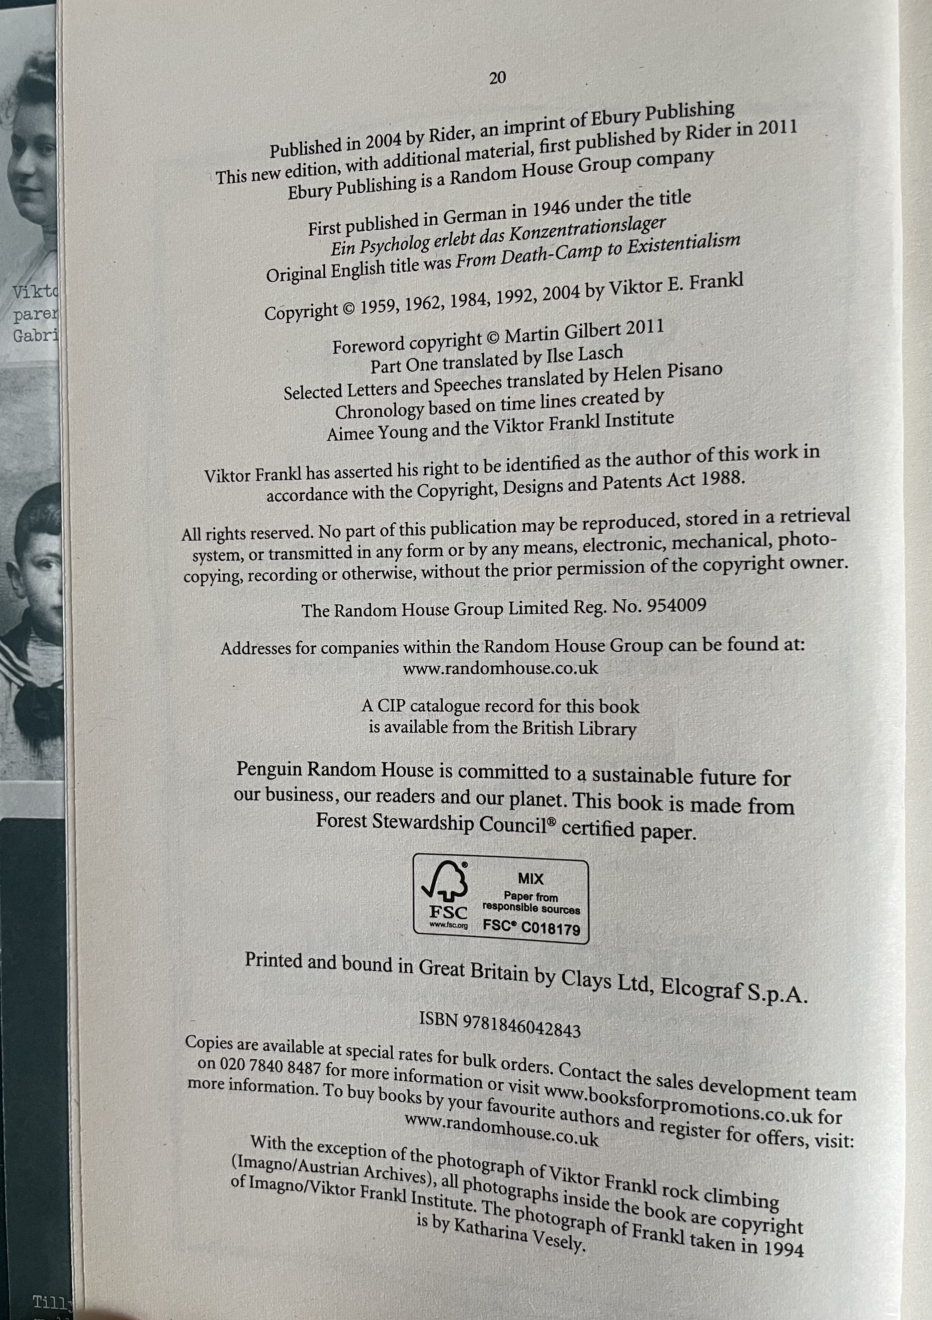 Vikto
paren
Gabri
Till
20
Published in 2004 by Rider, an imprint of Ebury Publishing
This new edition, with additional material, first published by Rider in 2011
Ebury Publishing is a Random House Group company
First published in German in 1946 under the title
Ein Psycholog erlebt das Konzentrationslager
Original English title was From Death-Camp to Existentialism
Copyright © 1959, 1962, 1984, 1992, 2004 by Viktor E. Frankl
Foreword copyright © Martin Gilbert 2011
Part One translated by Ilse Lasch
Selected Letters and Speeches translated by Helen Pisano
Chronology based on time lines created by
Aimee Young and the Viktor Frankl Institute
Viktor Frankl has asserted his right to be identified as the author of this work in
accordance with the Copyright, Designs and Patents Act 1988.
All rights reserved. No part of this publication may be reproduced, stored in a retrieval
system, or transmitted in any form or by any means, electronic, mechanical, photo-
copying, recording or otherwise, without the prior permission of the copyright owner.
The Random House Group Limited Reg. No. 954009
Addresses for companies within the Random House Group can be found at:
www.randomhouse.co.uk
A CIP catalogue record for this book
is available from the British Library
Penguin Random House is committed to a sustainable future for
our business, our readers and our planet. This book is made from
Forest Stewardship Council® certified paper.
FSC
www.fsc.org
MIX
Paper from
responsible sources
FSC® C018179
Printed and bound in Great Britain by Clays Ltd, Elcograf S.p.A.
ISBN 9781846042843
Copies are available at special rates for bulk orders. Contact the sales development team
on 020 7840 8487 for more information or visit www.booksforpromotions.co.uk for
more information. To buy books by your favourite authors and register for offers, visit:
www.randomhouse.co.uk
With the exception of the photograph of Viktor Frankl rock climbing
(Imagno/Austrian Archives), all photographs inside the book are copyright
of Imagno/Viktor Frankl Institute. The photograph of Frankl taken in 1994
is by Katharina Vesely.